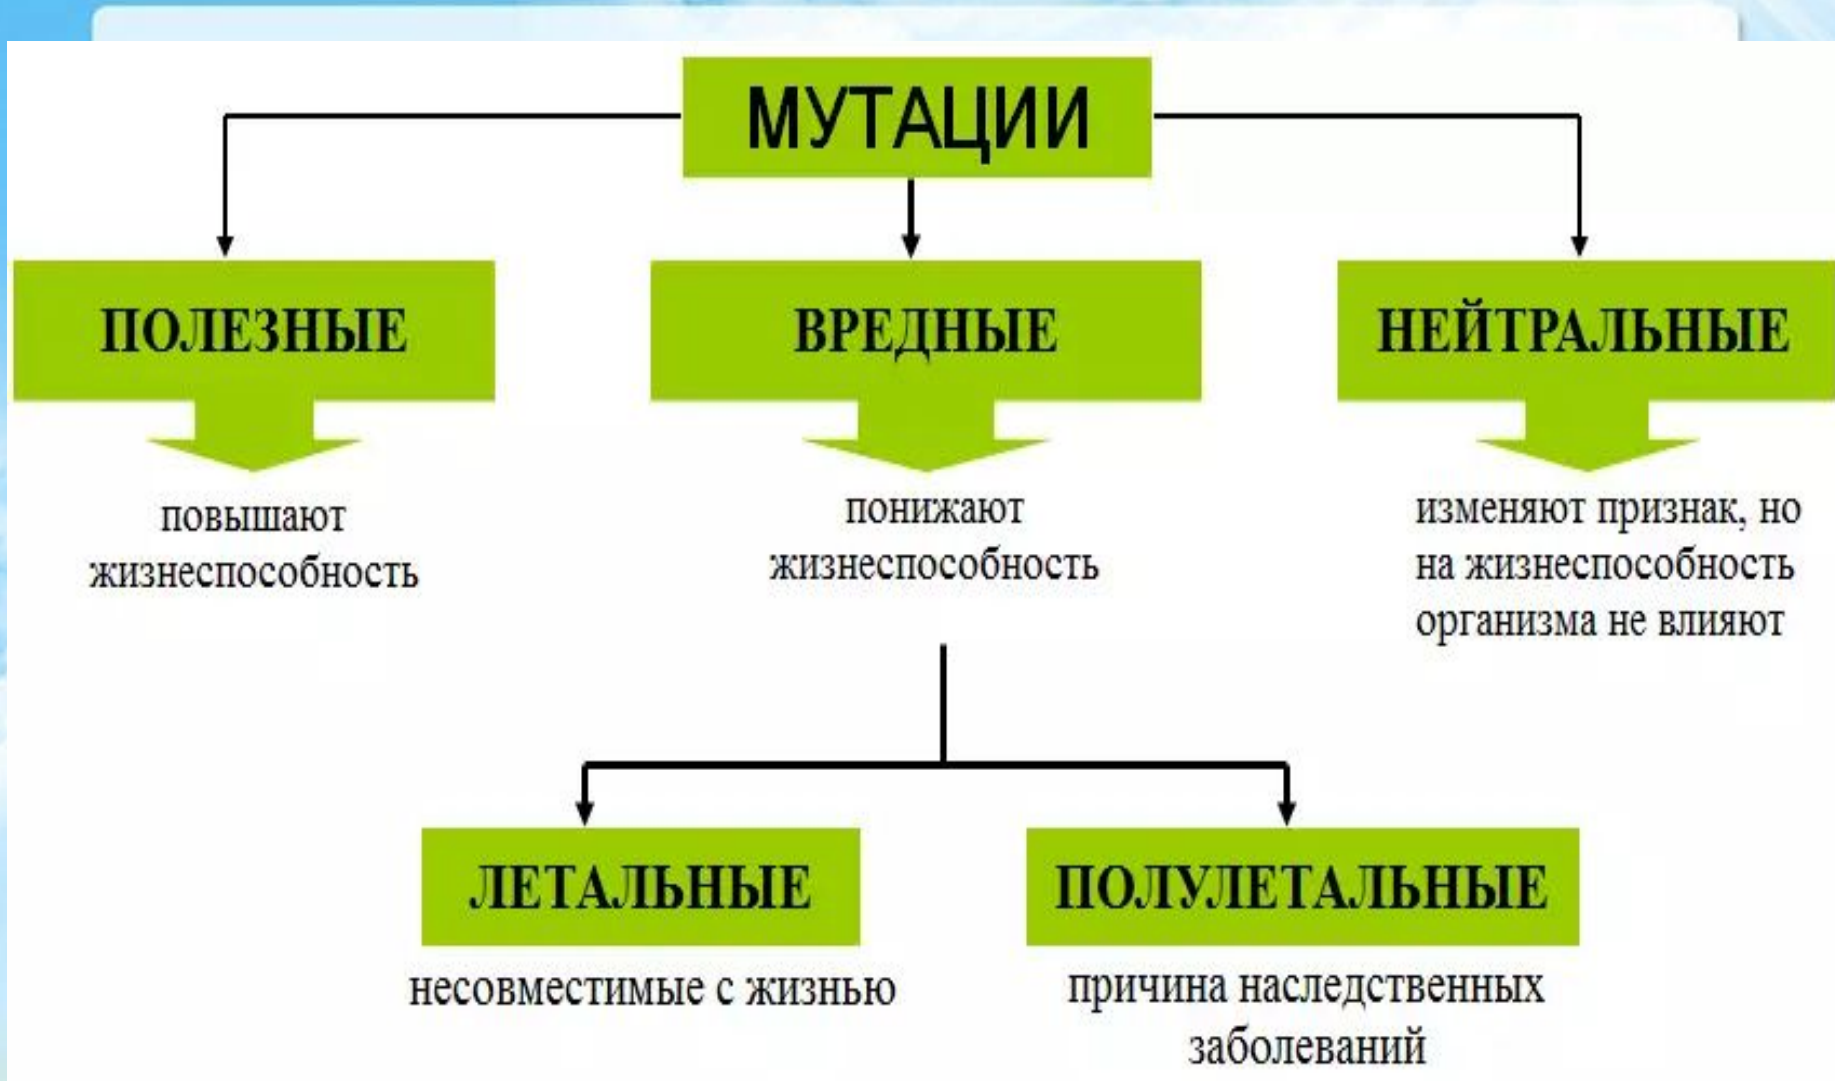 МУТАЦИИ
ПОЛЕЗНЫЕ
ВРЕДНЫЕ
НЕЙТРАЛЬНЫЕ
повышают
жизнеспособность
понижают
жизнеспособность
изменяют признак, но
на жизнеспособность
организма не влияют
ЛЕТАЛЬНЫЕ
ПОЛУЛЕТАЛЬНЫЕ
несовместимые с жизнью
причина наследственных
заболеваний